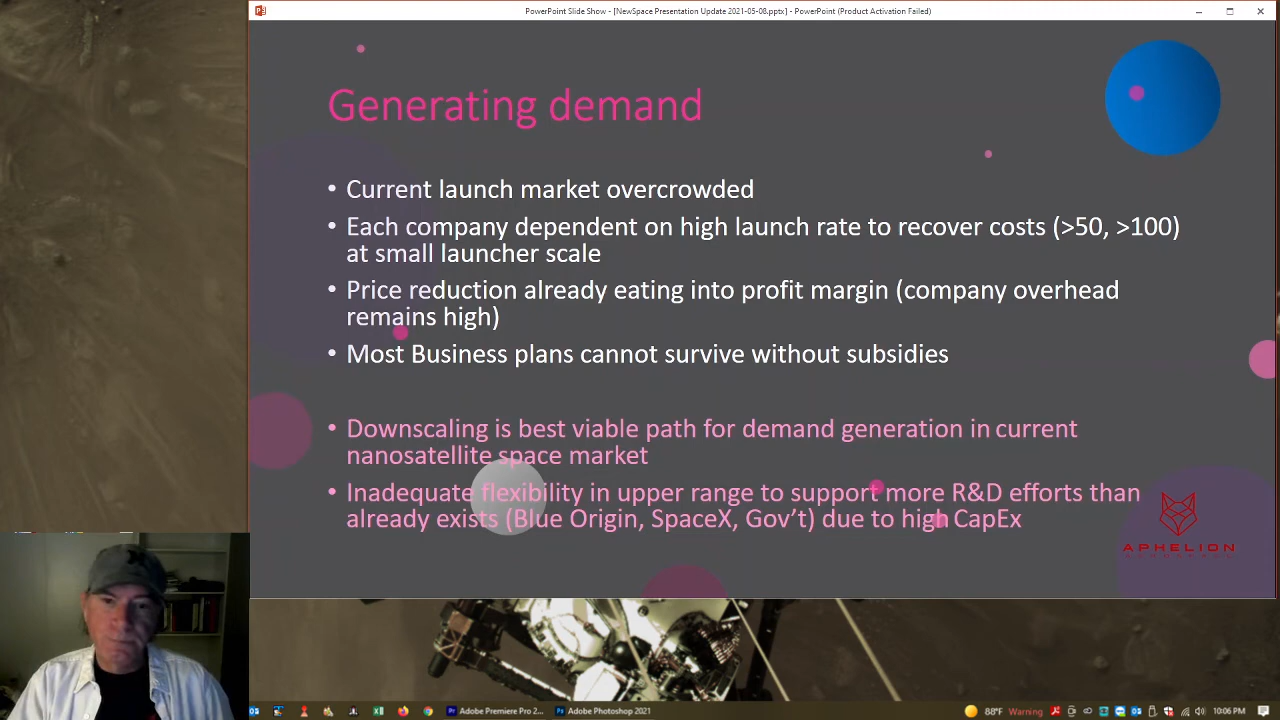 PowerPoint Slide Show - [NewSpace Presentation Update 2021-05-08.pptx] - PowerPoint (Product Activation Failed)
Generating demand
• Current launch market overcrowded
• Each company dependent on high launch rate to recover costs (>50, >100)
at small launcher scale
• Price reduction already eating into profit margin (company overhead
remains high)
• Most Business plans cannot survive without subsidies
• Downscaling is best viable path for demand generation in current
nanosatellite space market
• Inadequate flexibility in upper range to support more R&D efforts than
already exists (Blue Origin, SpaceX, Gov’t) due to high CapEx
APHELION
Adobe Premiere Pro 2... Adobe Photoshop 2021 88°F Warning 10:06 PM